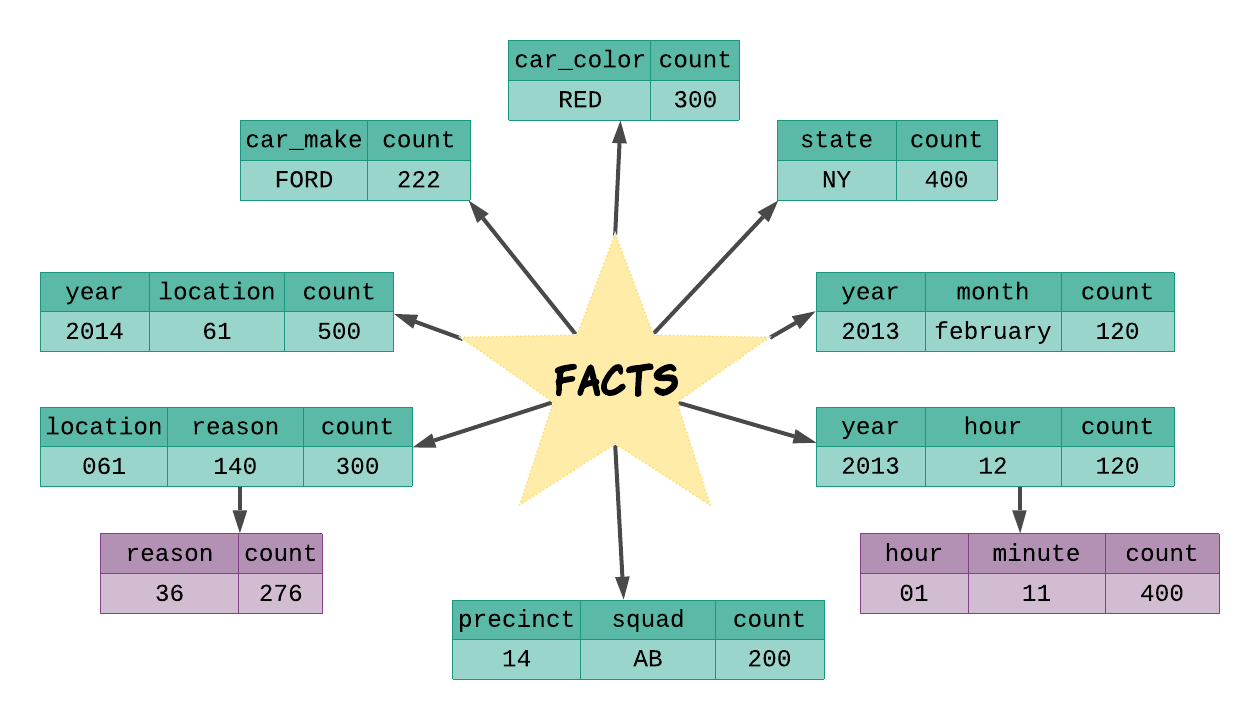 car_color count
RED 300
car_make count
FORD 222
state count
NY 400
year location count
2014 61 500
year month count
2013 february 120
FACTS
location reason count
061 140 300
year hour count
2013 12 120
reason count
36 276
hour minute count
01 11 400
precinct squad count
14 AB 200